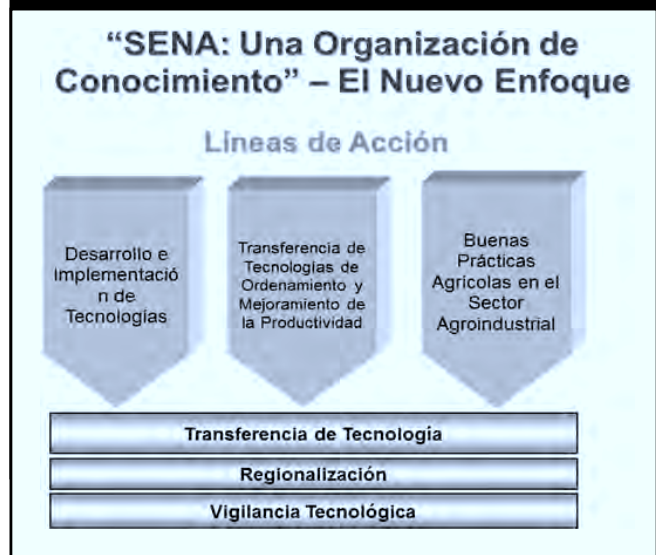 “SENA: Una Organización de
Conocimiento” – El Nuevo Enfoque
Líneas de Acción
Desarrollo e
Implementació
n de
Tecnologías
Transferencia de
Tecnologías de
Ordenamiento y
Mejoramiento de
la Productividad
Buenas
Prácticas
Agrícolas en el
Sector
Agroindustrial
Transferencia de Tecnología
Regionalización
Vigilancia Tecnológica